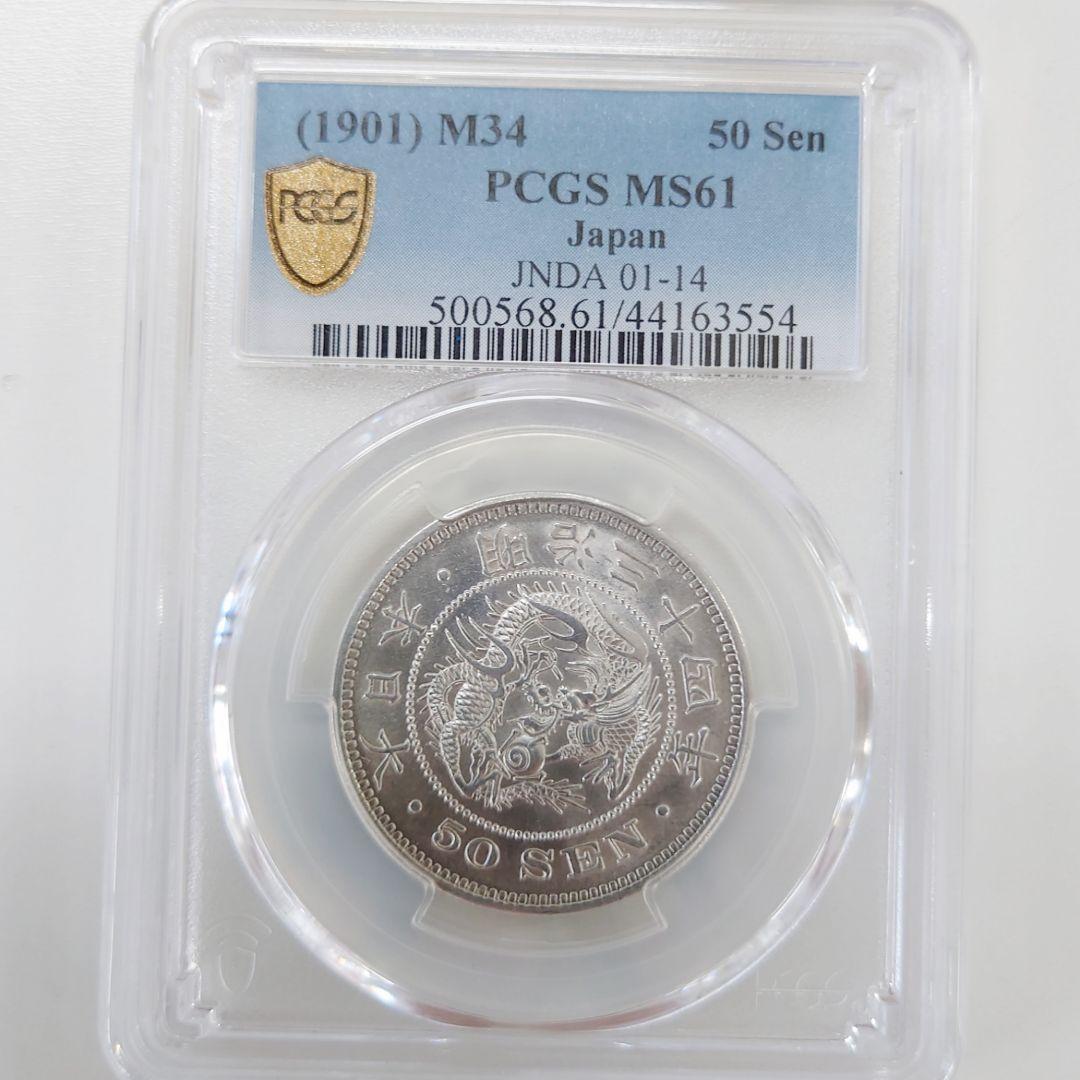 (1901) M34 50 Sen
PCGS MS61
PCGS
Japan
JNDA 01-14
500568.61/44163554
大日本・明治三十四年・
・50 SEN・
PCGS